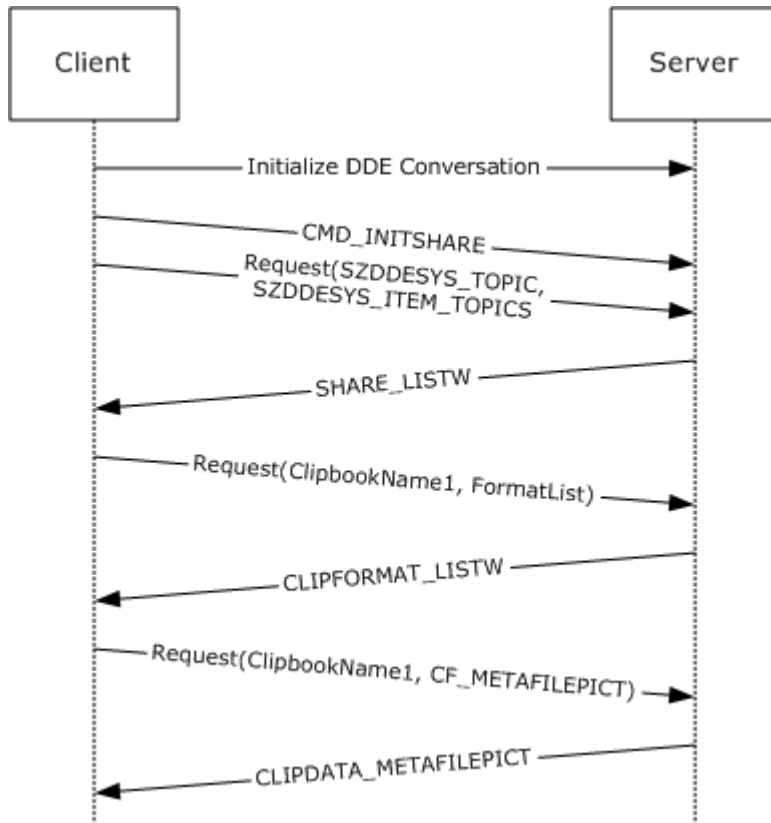 Client
Server
Initialize DDE Conversation
CMD_INITSHARE
Request(SZDDESYS_TOPIC,
SZDDESYS_ITEM_TOPICS
SHARE_LISTW
Request(ClipbookName1, FormatList)
CLIPFORMAT_LISTW
Request(ClipbookName1, CF_METAFILEPICT)
CLIPDATA_METAFILEPICT